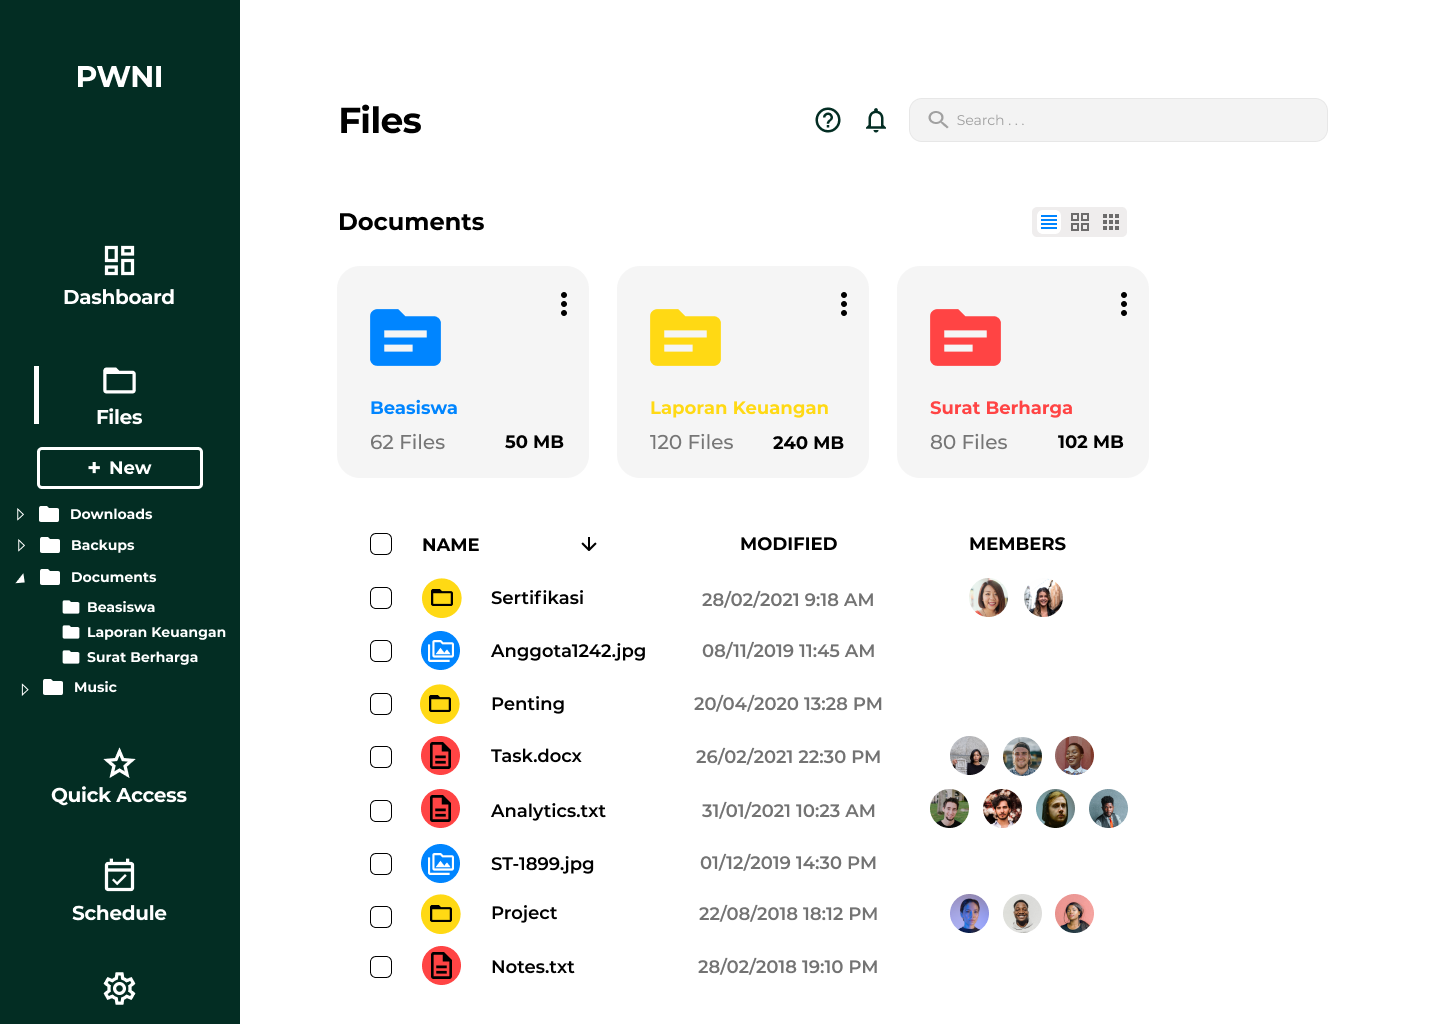 PWNI
Dashboard
Files
+ New
Downloads
Backups
Documents
Beasiswa
Laporan Keuangan
Surat Berharga
Music
Quick Access
Schedule
Files
Search . . .
Documents
Beasiswa
62 Files 50 MB
Laporan Keuangan
120 Files 240 MB
Surat Berharga
80 Files 102 MB
NAME MODIFIED MEMBERS
Sertifikasi 28/02/2021 9:18 AM
Anggota1242.jpg 08/11/2019 11:45 AM
Penting 20/04/2020 13:28 PM
Task.docx 26/02/2021 22:30 PM
Analytics.txt 31/01/2021 10:23 AM
ST-1899.jpg 01/12/2019 14:30 PM
Project 22/08/2018 18:12 PM
Notes.txt 28/02/2018 19:10 PM